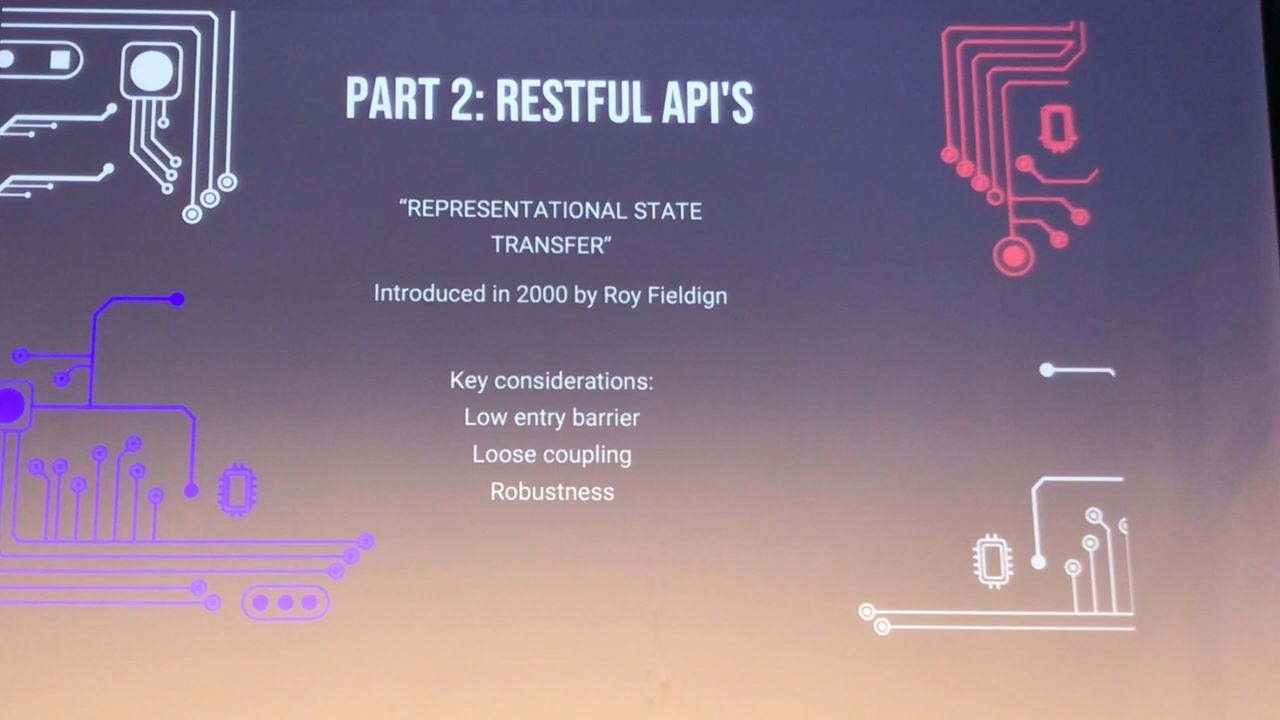 PART 2: RESTFUL API'S
“REPRESENTATIONAL STATE
TRANSFER”
Introduced in 2000 by Roy Fieldign
Key considerations:
Low entry barrier
Loose coupling
Robustness